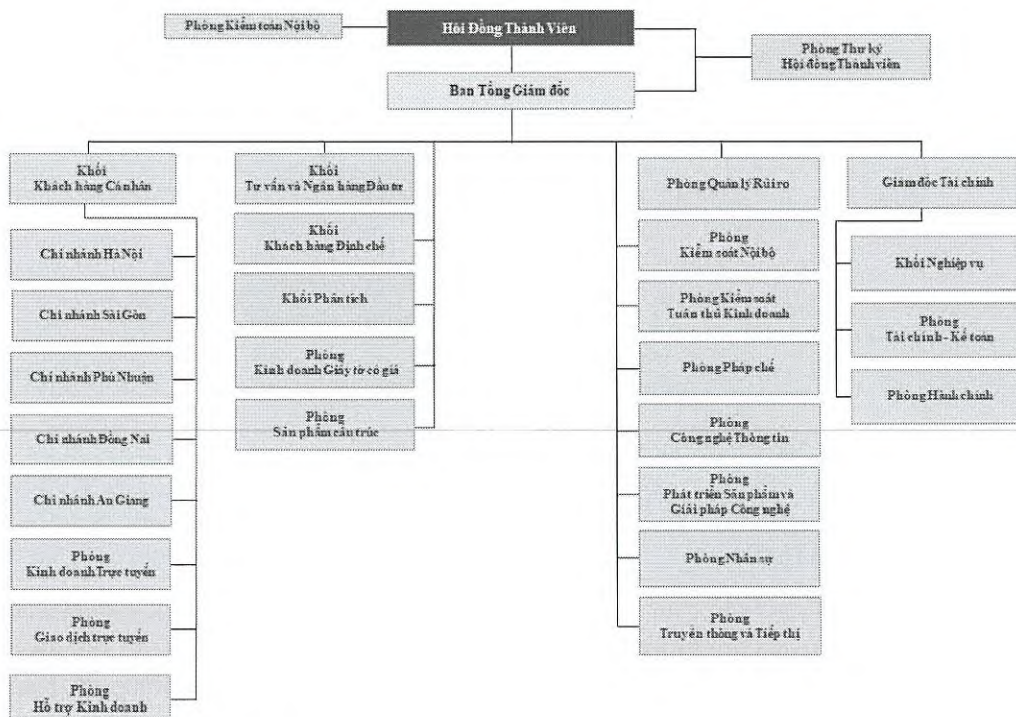 Phòng Kiểm toán Nội bộ
Hội Đồng Thành Viên
Phòng Thư ký
Hội đồng Thành viên
Ban Tổng Giám đốc
Khối
Khách hàng Cá nhân
Chi nhánh Hà Nội
Chi nhánh Sài Gòn
Chi nhánh Phú Nhuận
Chi nhánh Đồng Nai
Chi nhánh An Giang
Phòng
Kinh doanh Trực tuyến
Phòng
Giao dịch trực tuyến
Phòng
Hỗ trợ Kinh doanh
Khối
Tư vấn và Ngân hàng Đầu tư
Khối
Khách hàng Định chế
Khối Phân tích
Phòng
Kinh doanh Giấy tờ có giá
Phòng
Sản phẩm cấu trúc
Phòng Quản lý Rủi ro
Phòng
Kiểm soát Nội bộ
Phòng Kiểm soát
Tuân thủ Kinh doanh
Phòng Pháp chế
Phòng
Công nghệ Thông tin
Phòng
Phát triển Sản phẩm và
Giải pháp Công nghệ
Phòng Nhân sự
Phòng
Truyền thông và Tiếp thị
Giám đốc Tài chính
Khối Nghiệp vụ
Phòng
Tài chính - Kế toán
Phòng Hành chính